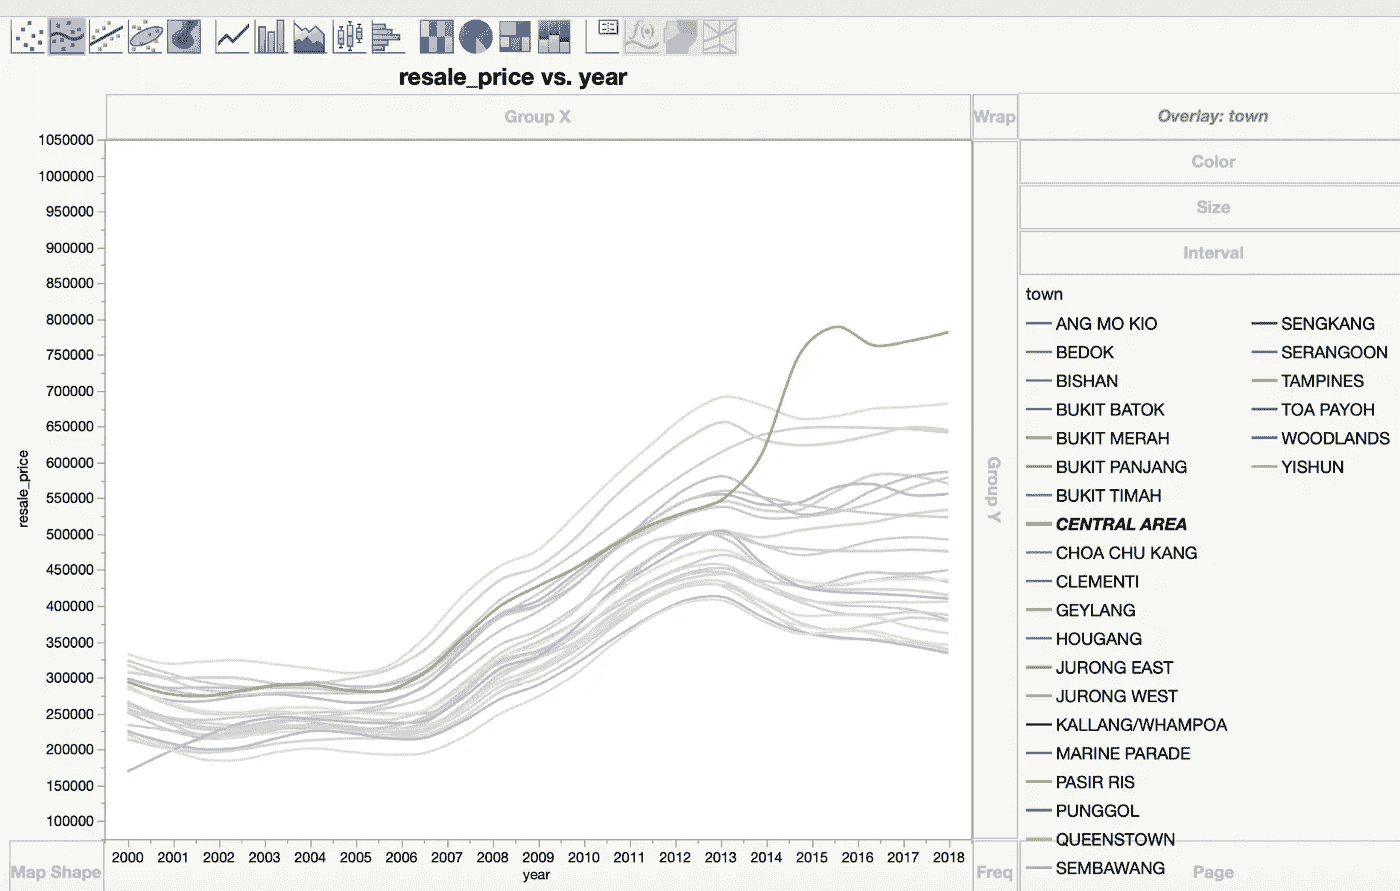 resale_price vs. year
Group X
Wrap
Overlay: town
Color
Size
Interval
1050000
1000000
950000
900000
850000
800000
750000
700000
650000
600000
550000
500000
450000
400000
350000
300000
250000
200000
150000
100000
resale_price
Group Y
town
ANG MO KIO
BEDOK
BISHAN
BUKIT BATOK
BUKIT MERAH
BUKIT PANJANG
BUKIT TIMAH
CENTRAL AREA
CHOA CHU KANG
CLEMENTI
GEYLANG
HOUGANG
JURONG EAST
JURONG WEST
KALLANG/WHAMPOA
MARINE PARADE
PASIR RIS
PUNGGOL
QUEENSTOWN
SEMBAWANG
SENGKANG
SERANGOON
TAMPINES
TOA PAYOH
WOODLANDS
YISHUN
2000 2001 2002 2003 2004 2005 2006 2007 2008 2009 2010 2011 2012 2013 2014 2015 2016 2017 2018
year
Map Shape
Freq
Page